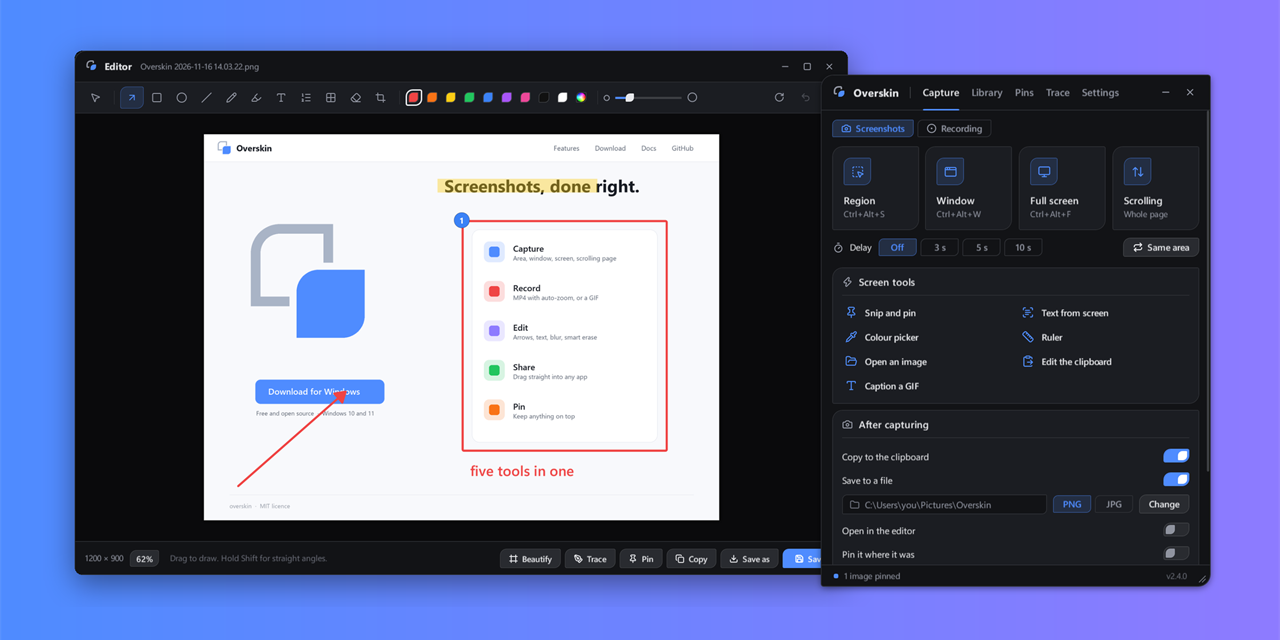 Editor Overskin 2026-11-16 14.03.22.png
Overskin
Features Download Docs GitHub
Screenshots, done right.
1
Capture
Area, window, screen, scrolling page
Record
MP4 with auto-zoom, or a GIF
Edit
Arrows, text, blur, smart erase
Share
Drag straight into any app
Pin
Keep anything on top
Download for Windows
Free and open source Windows 10 and 11
five tools in one
overskin · MIT licence
1200 × 900 62% Drag to draw. Hold Shift for straight angles.
Beautify Trace Pin Copy Save as
Overskin Capture Library Pins Trace Settings
Screenshots Recording
Region
Ctrl+Alt+S
Window
Ctrl+Alt+W
Full screen
Ctrl+Alt+F
Scrolling
Whole page
Delay Off 3 s 5 s 10 s Same area
Screen tools
Snip and pin Text from screen
Colour picker Ruler
Open an image Edit the clipboard
Caption a GIF
After capturing
Copy to the clipboard
Save to a file
C:\Users\you\Pictures\Overskin PNG JPG Change
Open in the editor
Pin it where it was
1 image pinned v2.4.0